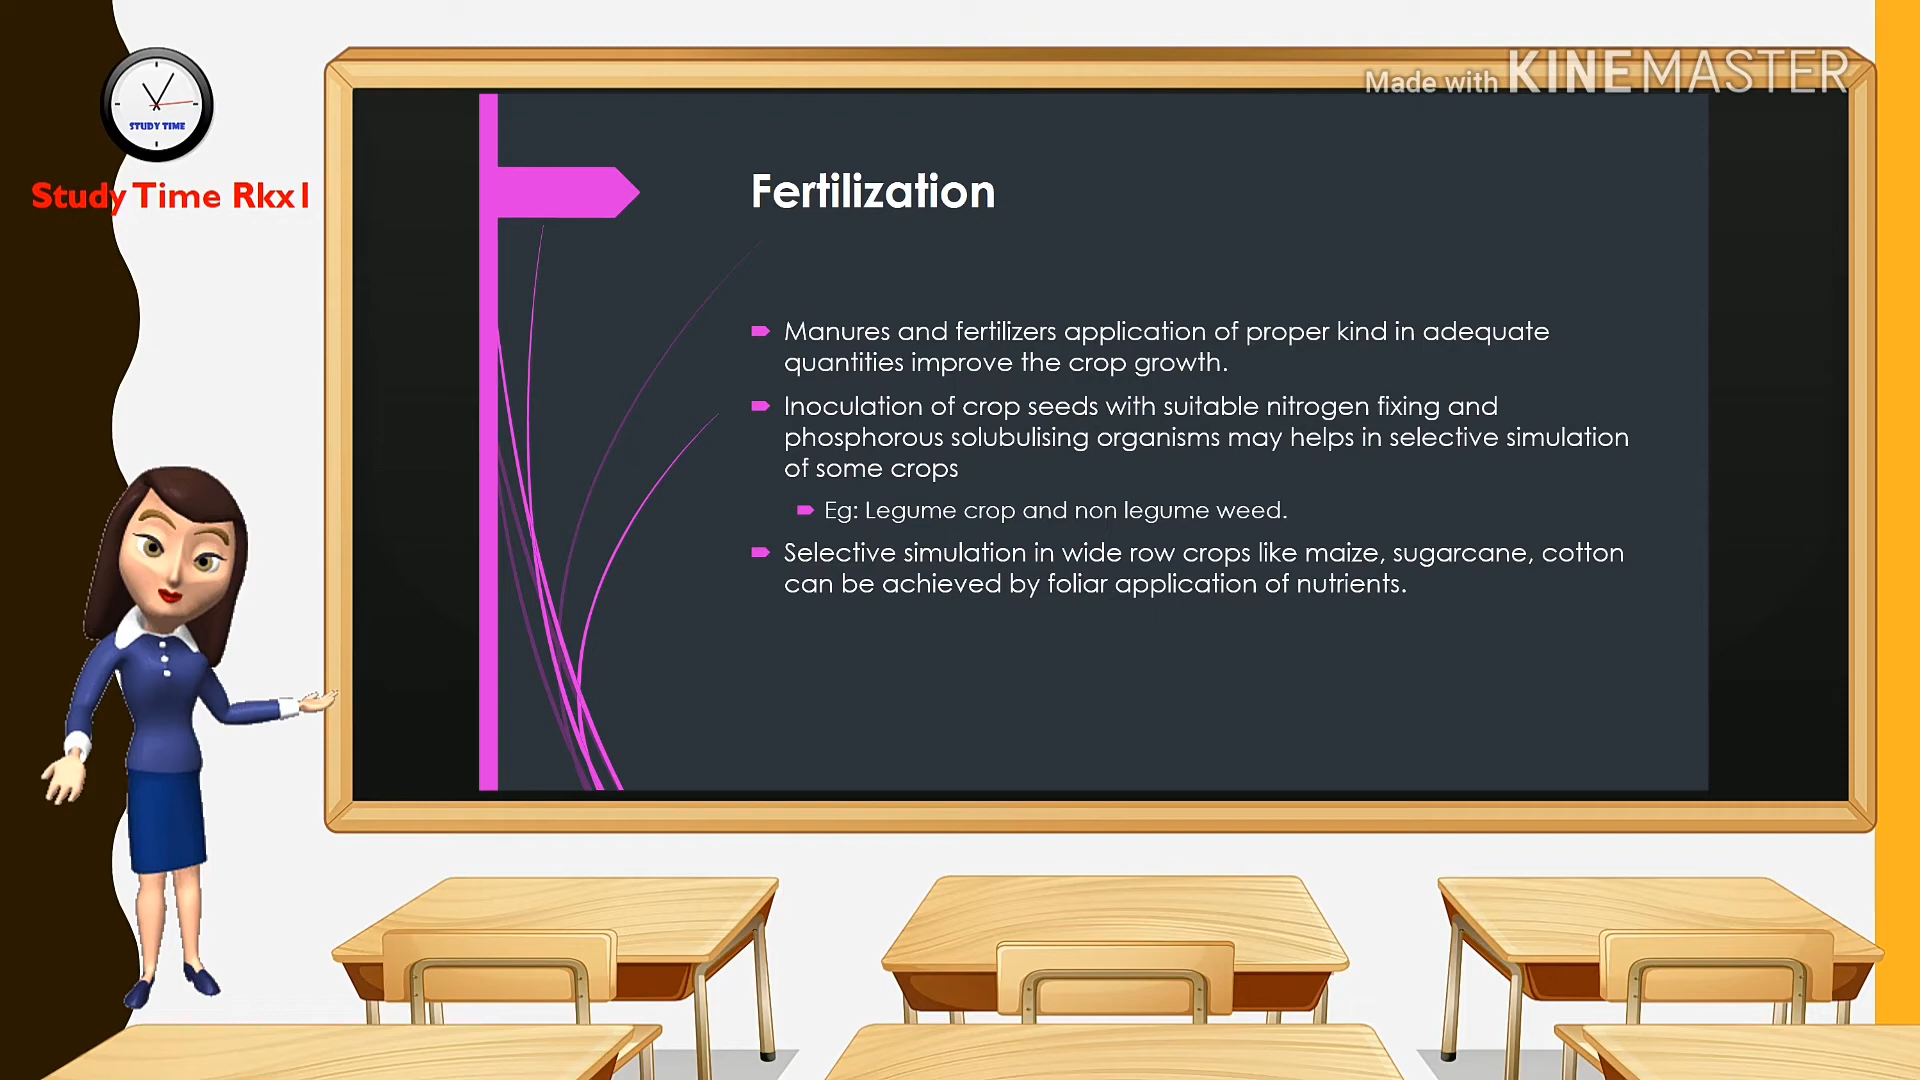 Made with KINEMASTER
STUDY TIME
Study Time Rkx1
Fertilization
Manures and fertilizers application of proper kind in adequate
quantities improve the crop growth.
Inoculation of crop seeds with suitable nitrogen fixing and
phosphorous solubulising organisms may helps in selective simulation
of some crops
Eg: Legume crop and non legume weed.
Selective simulation in wide row crops like maize, sugarcane, cotton
can be achieved by foliar application of nutrients.